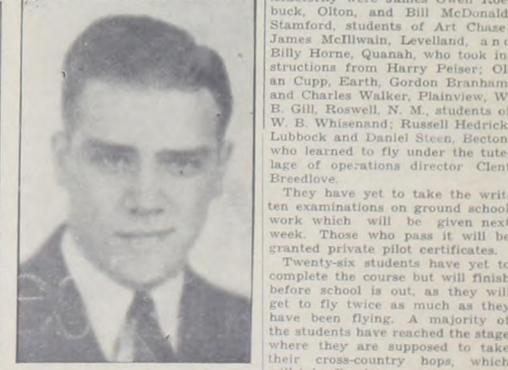 buck, Olton, and Bill McDonald
Stamford, students of Art Chase
James McIllwain, Levelland, and
Billy Horne, Quanah, who took in-
structions from Harry Peiser; Ol-
an Cupp, Earth, Gordon Branham
and Charles Walker, Plainview, W
B. Gill, Roswell, N. M., students of
W. B. Whisenand; Russell Hedrick
Lubbock and Daniel Steen, Becton
who learned to fly under the tute-
lage of operations director Clent
Breedlove.
They have yet to take the writ-
ten examinations on ground school
work which will be given next
week. Those who pass it will be
granted private pilot certificates.
Twenty-six students have yet to
complete the course but will finish
before school is out, as they will
get to fly twice as much as they
have been flying. A majority of
the students have reached the stage
where they are supposed to take
their cross-country hops, which